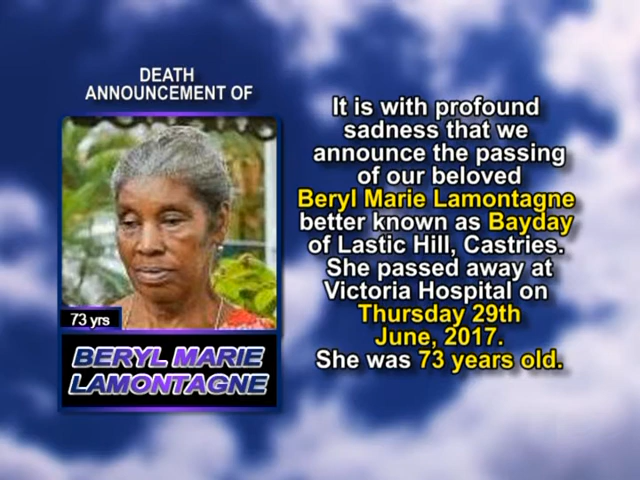 DEATH
ANNOUNCEMENT OF
73 yrs
BERYL MARIE
LAMONTAGNE
It is with profound
sadness that we
announce the passing
of our beloved
Beryl Marie Lamontagne
better known as Bayday
of Lastic Hill, Castries.
She passed away at
Victoria Hospital on
Thursday 29th
June, 2017.
She was 73 years old.